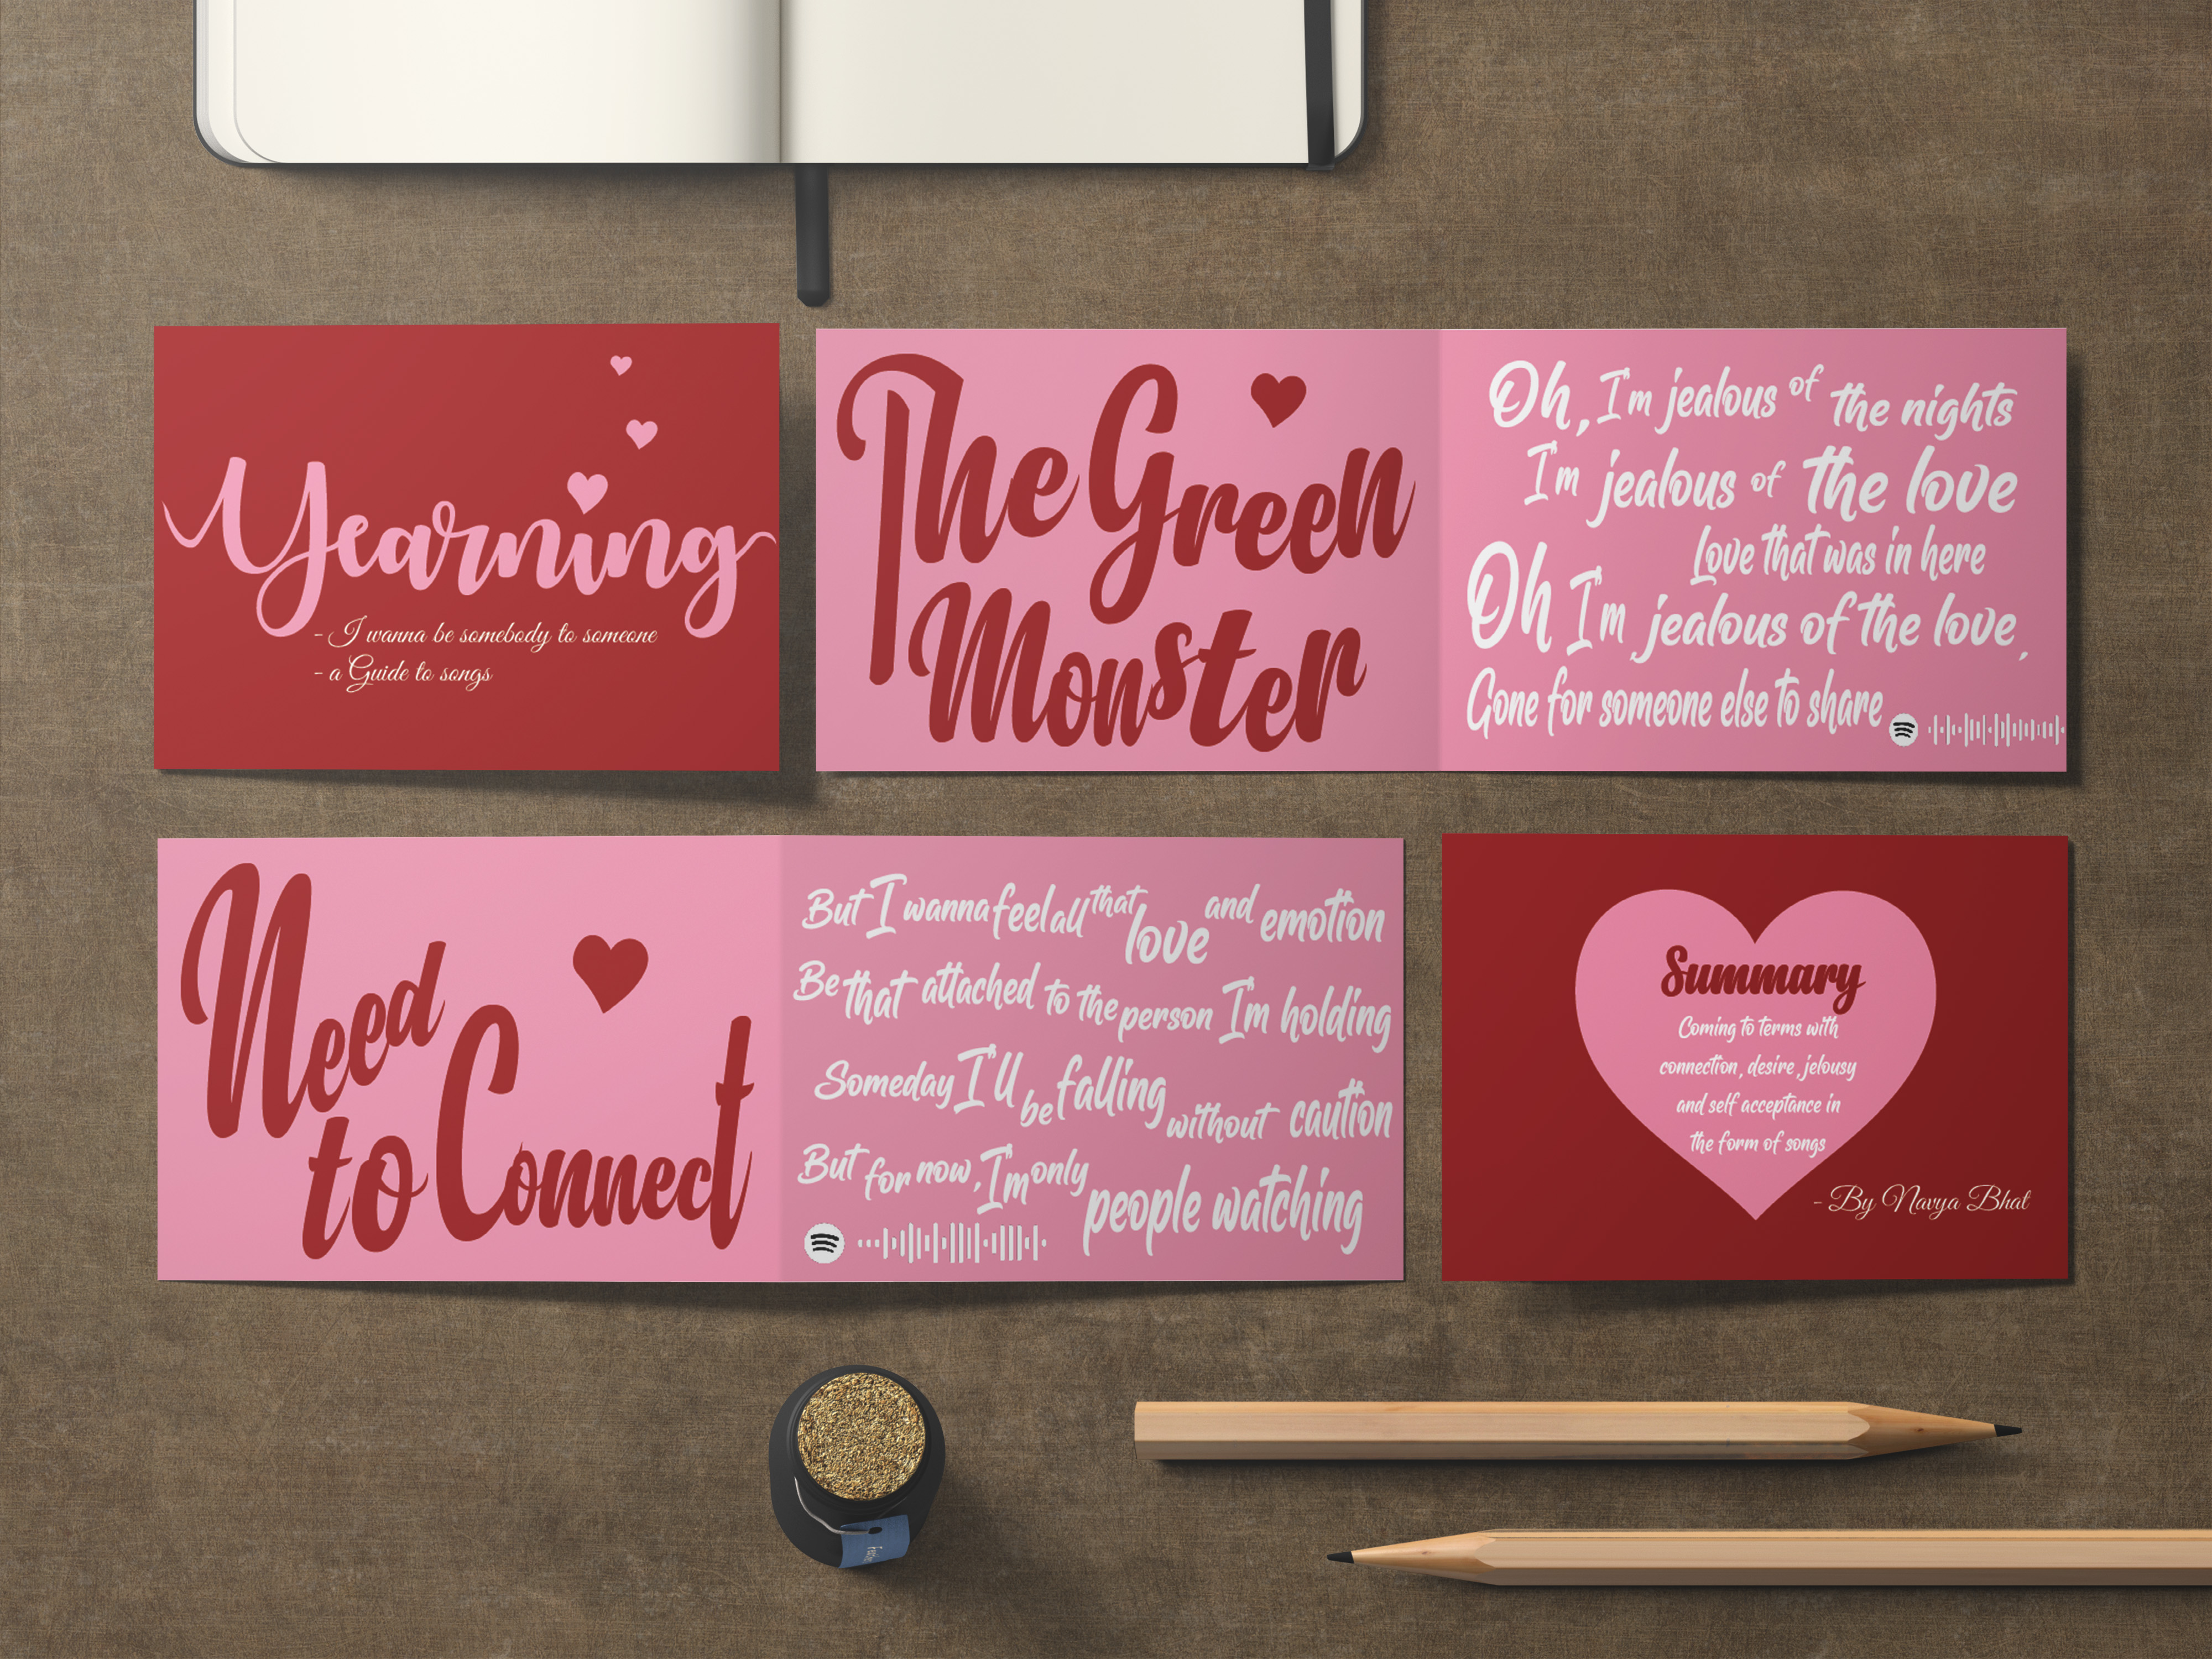 Yearning
- I wanna be somebody to someone
- a Guide to songs
The Green
Monster
Oh, I'm jealous of the nights
I'm jealous of the love
Love that was in here
Oh I'm jealous of the love,
Gone for someone else to share
Need
to Connect
But I wanna feel all that love and emotion
Be that attached to the person I'm holding
Someday I'll be falling without caution
But for now, I'm only people watching
Summary
Coming to terms with
connection, desire, jelousy
and self acceptance in
the form of songs
- By Navya Bhat